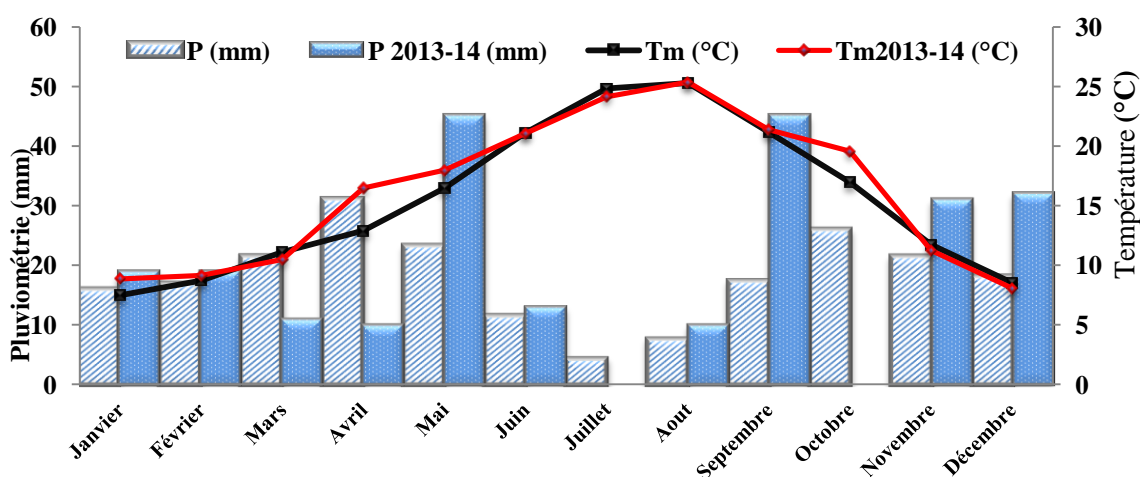 P (mm) P 2013-14 (mm) Tm (°C) Tm2013-14 (°C)
Pluviométrie (mm)
60
50
40
30
20
10
0
Température (°C)
30
25
20
15
10
5
0
Janvier
Février
Mars
Avril
Mai
Juin
Juillet
Aout
Septembre
Octobre
Novembre
Décembre